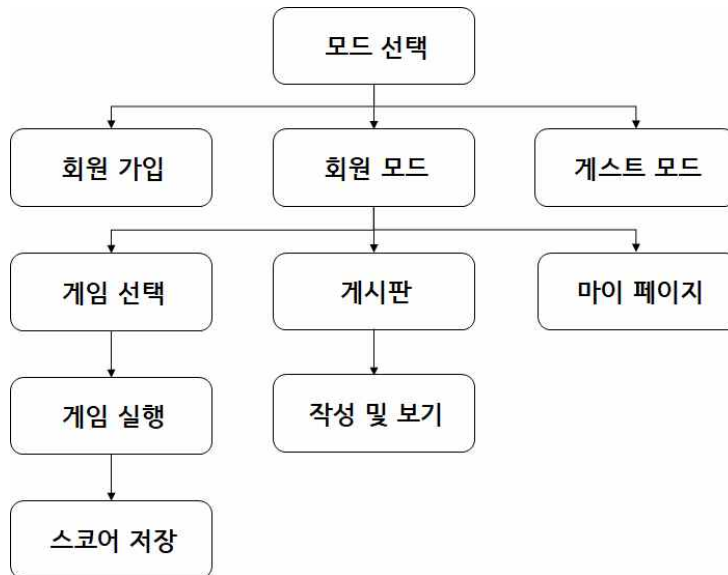 모드 선택
회원 가입
회원 모드
게스트 모드
게임 선택
게시판
마이 페이지
게임 실행
작성 및 보기
스코어 저장